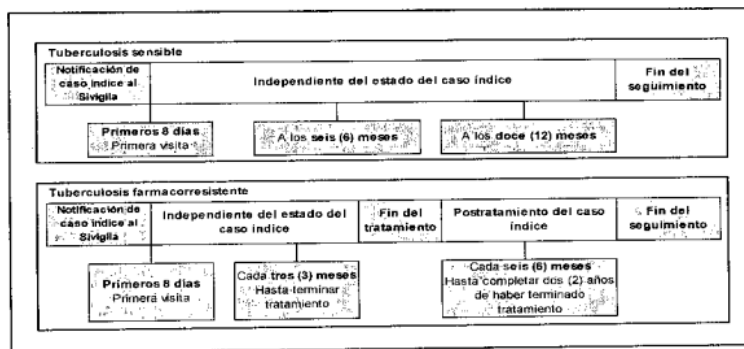 Tuberculosis sensible
Notificación de
caso índice al
Sivigila
Independiente del estado del caso índice
Fin del
seguimiento
Primeros 8 días
Primera visita
A los seis (6) meses
A los doce (12) meses
Tuberculosis farmacorresistente
Notificación de
caso índice al
Sivigila
Independiente del estado del
caso índice
Fin del
tratamiento
Postratamiento del caso
índice
Fin del
seguimiento
Primeros 8 días
Primera visita
Cada tres (3) meses
Hasta terminar
tratamiento
Cada seis (6) meses
Hasta completar dos (2) años
de haber terminado
tratamiento